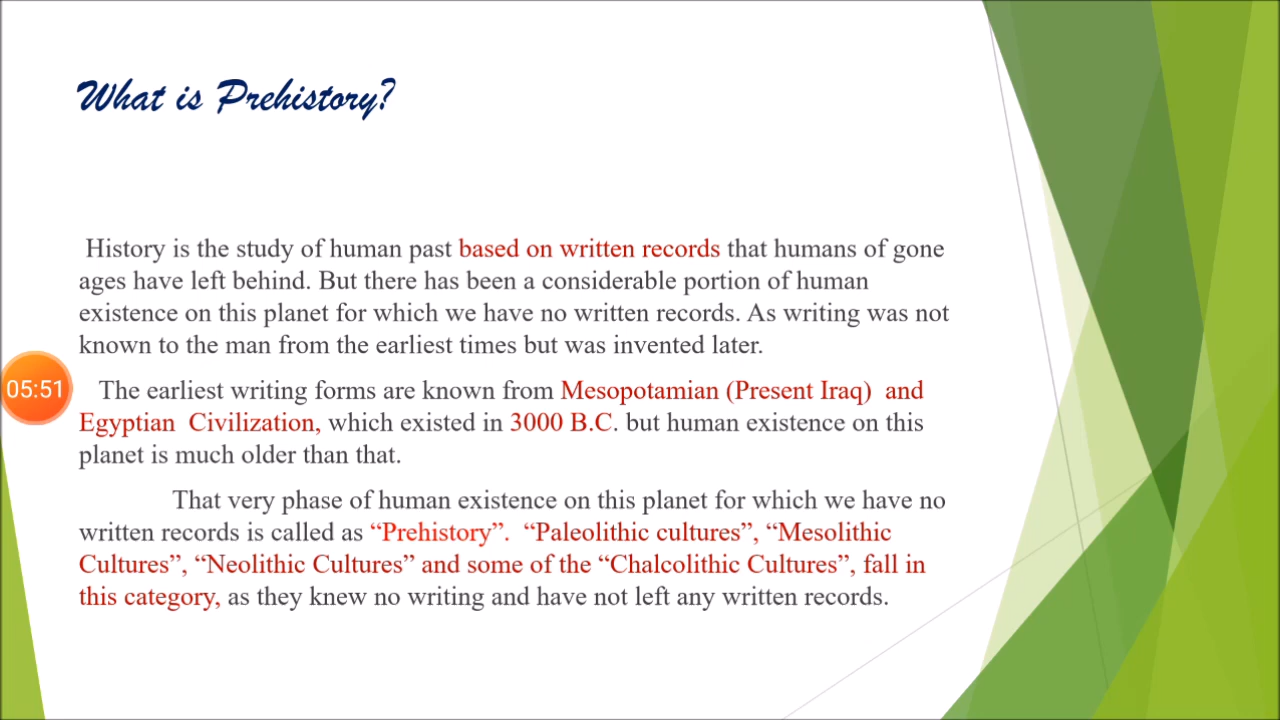 What is Prehistory?
History is the study of human past based on written records that humans of gone
ages have left behind. But there has been a considerable portion of human
existence on this planet for which we have no written records. As writing was not
known to the man from the earliest times but was invented later.
05:51
The earliest writing forms are known from Mesopotamian (Present Iraq) and
Egyptian Civilization, which existed in 3000 B.C. but human existence on this
planet is much older than that.
That very phase of human existence on this planet for which we have no
written records is called as “Prehistory”. “Paleolithic cultures”, “Mesolithic
Cultures”, “Neolithic Cultures” and some of the “Chalcolithic Cultures”, fall in
this category, as they knew no writing and have not left any written records.